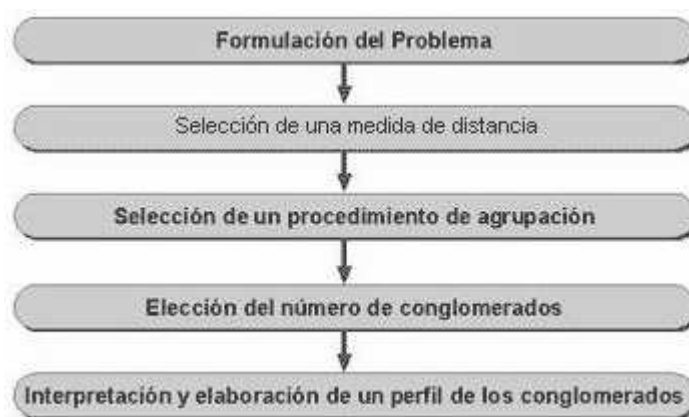 Formulación del Problema
Selección de una medida de distancia
Selección de un procedimiento de agrupación
Elección del número de conglomerados
Interpretación y elaboración de un perfil de los conglomerados